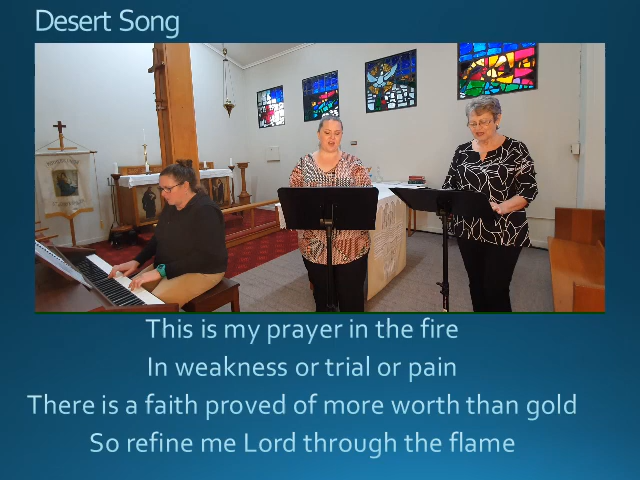 Desert Song
This is my prayer in the fire
In weakness or trial or pain
There is a faith proved of more worth than gold
So refine me Lord through the flame